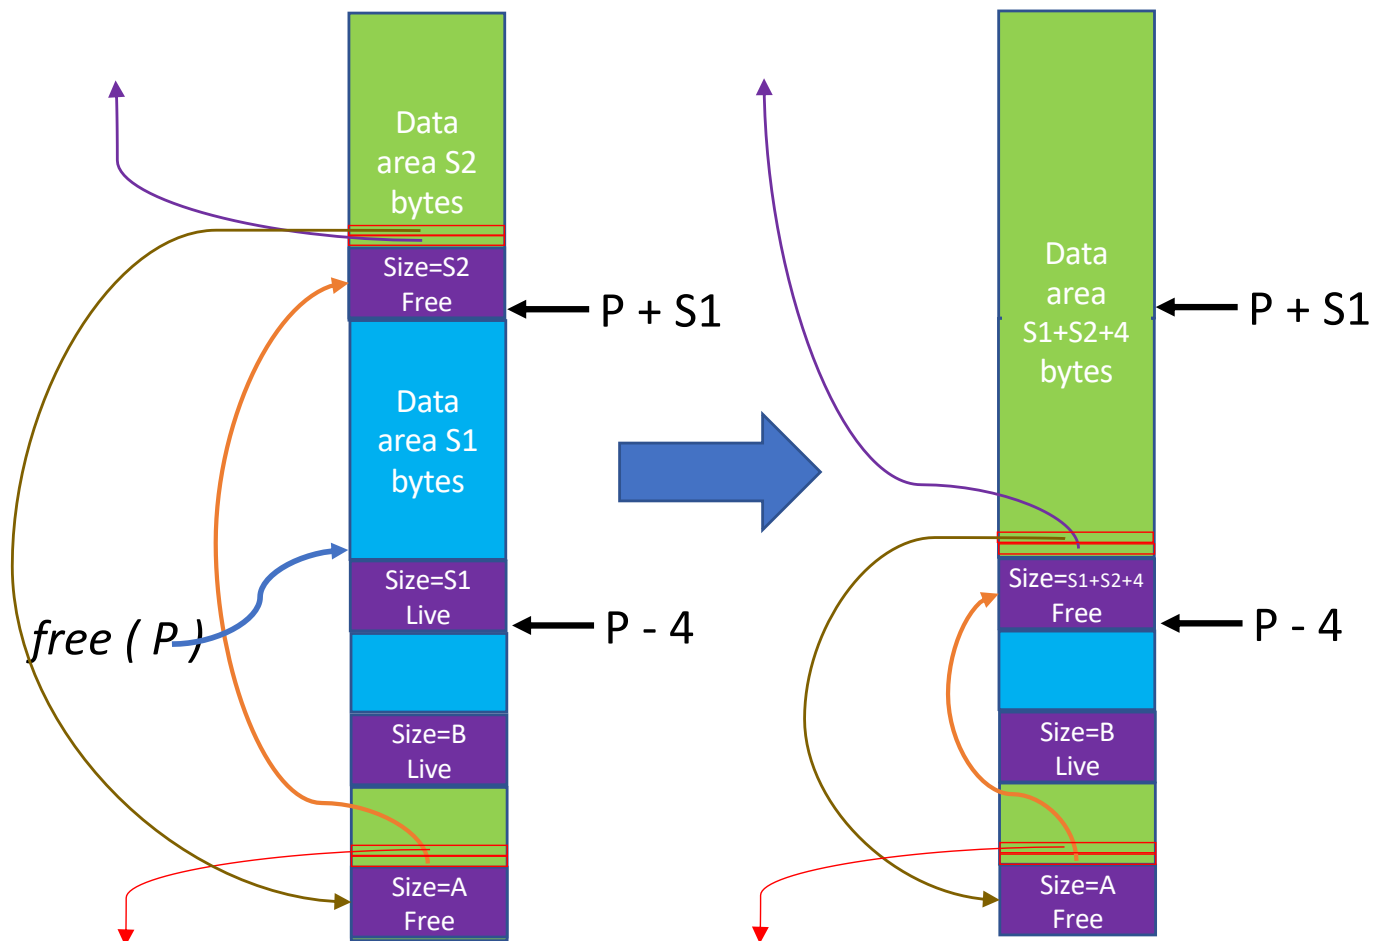 Data
area S2
bytes
Size=S2
Free
P + S1
Data
area S1
bytes
Size=S1
Live
free ( P )
P - 4
Size=B
Live
Size=A
Free
Data
area
S1+S2+4
bytes
P + S1
Size=S1+S2+4
Free
P - 4
Size=B
Live
Size=A
Free